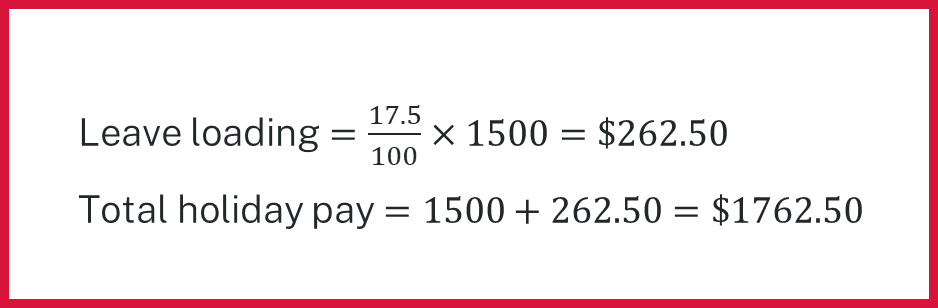 Leave loading = 17.5/100 × 1500 = $262.50
Total holiday pay = 1500 + 262.50 = $1762.50